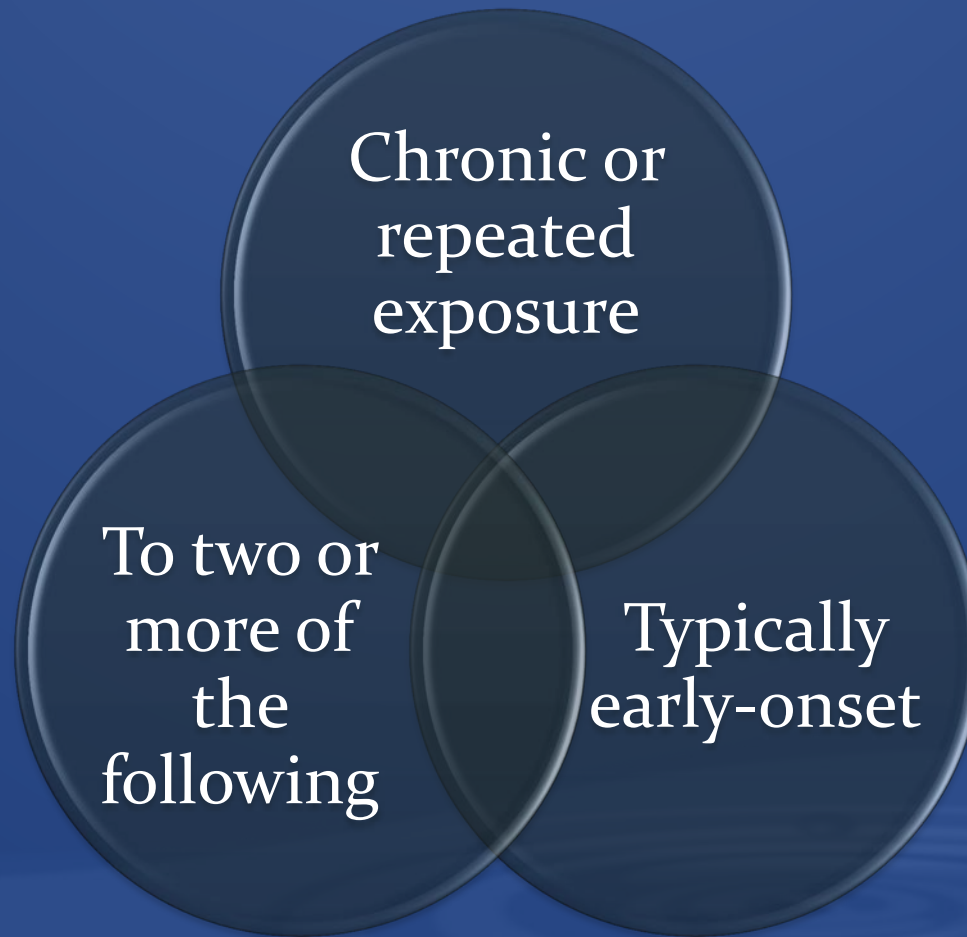 Chronic or
repeated
exposure
To two or
more of
the
following
Typically
early-onset